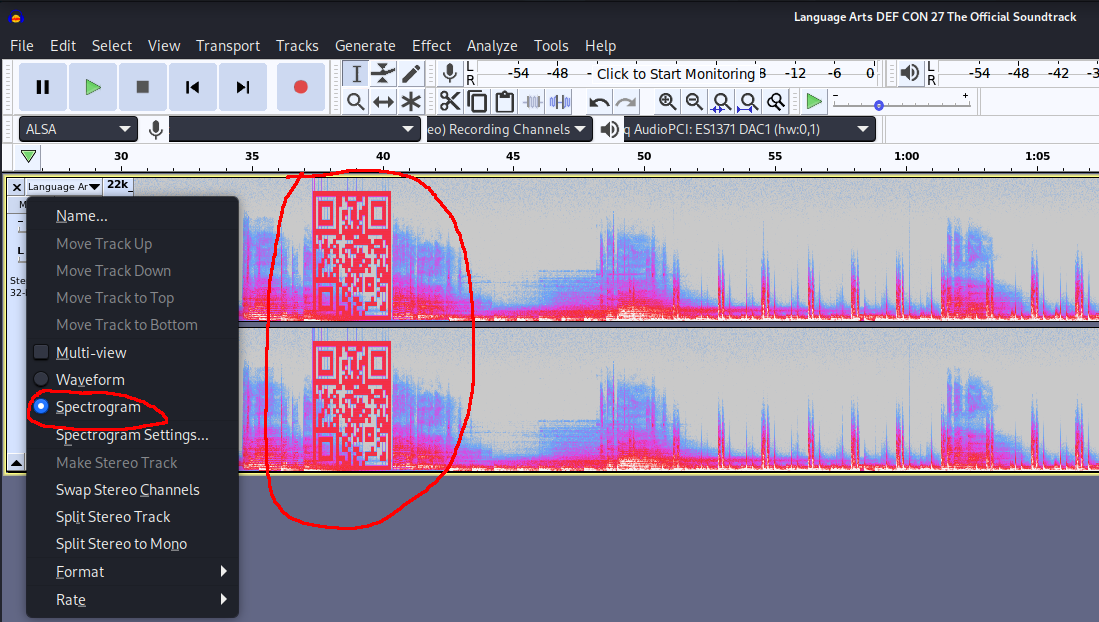 Language Arts DEF CON 27 The Official Soundtrack
File Edit Select View Transport Tracks Generate Effect Analyze Tools Help
L R -54 -48 - Click to Start Monitoring -12 -6 0 L R -54 -48 -42
ALSA eo) Recording Channels q AudioPCI: ES1371 DAC1 (hw:0,1)
30 35 40 45 50 55 1:00 1:05
Language Ar 22k
Name...
Move Track Up
Move Track Down
Move Track to Top
Move Track to Bottom
Multi-view
Waveform
Spectrogram
Spectrogram Settings...
Make Stereo Track
Swap Stereo Channels
Split Stereo Track
Split Stereo to Mono
Format
Rate